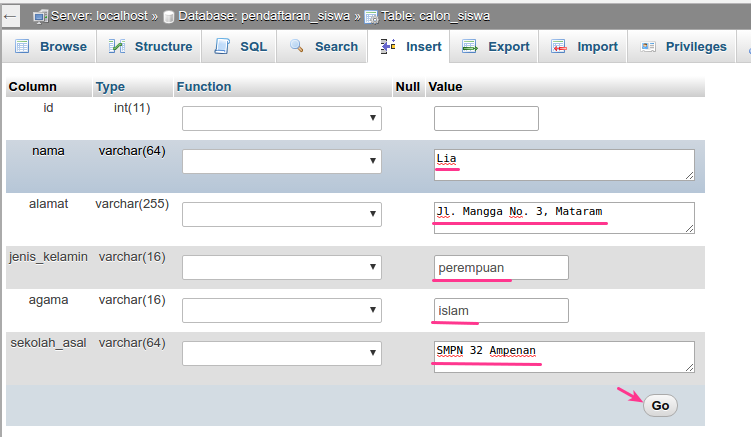 ← Server: localhost » Database: pendaftaran_siswa » Table: calon_siswa
Browse Structure SQL Search Insert Export Import Privileges
Column Type Function Null Value
id int(11)
nama varchar(64) Lia
alamat varchar(255) Jl. Mangga No. 3, Mataram
jenis_kelamin varchar(16) perempuan
agama varchar(16) islam
sekolah_asal varchar(64) SMPN 32 Ampenan
Go